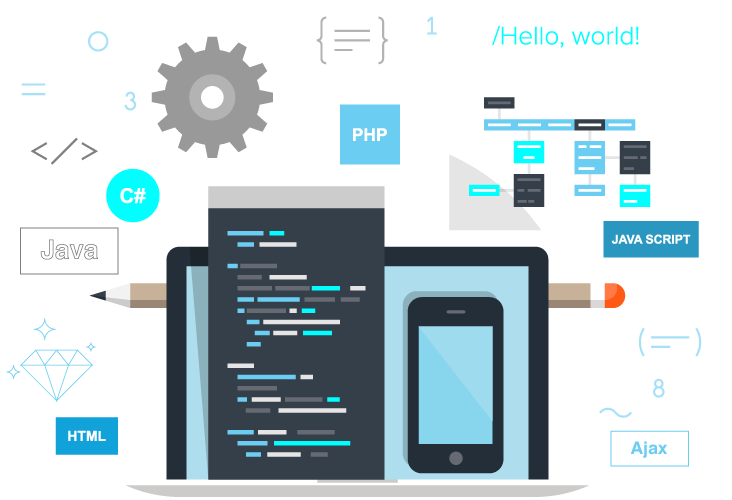 { }
1
/Hello, world!
3
PHP
</>
C#
Java
JAVA SCRIPT
( )
8
HTML
Ajax